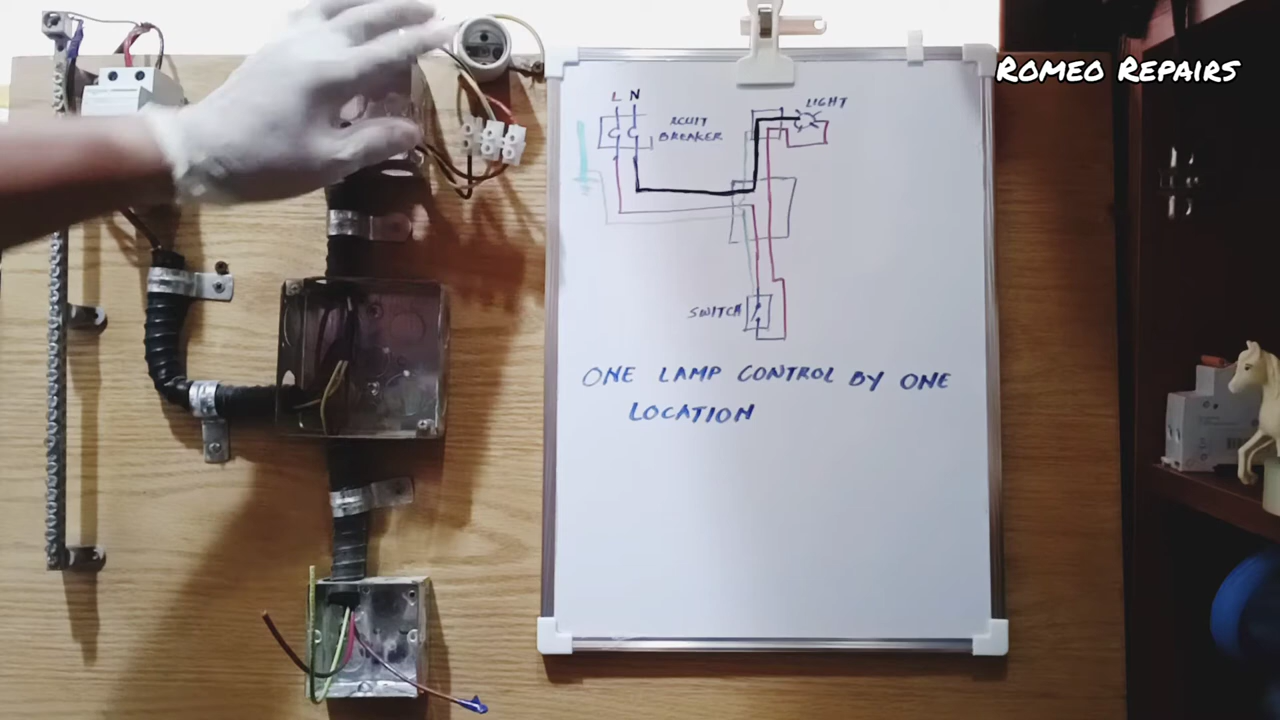 ROMEO REPAIRS
L N
LIGHT
RCUIT
BREAKER
SWITCH
ONE LAMP CONTROL BY ONE
LOCATION